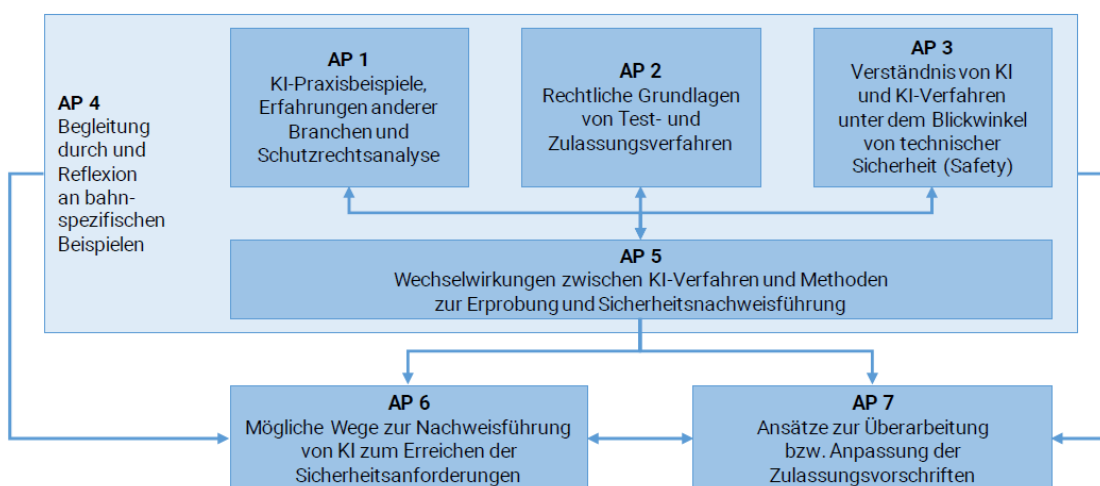 AP 4
Begleitung
durch und
Reflexion
an bahn-
spezifischen
Beispielen
AP 1
KI-Praxisbeispiele,
Erfahrungen anderer
Branchen und
Schutzrechtsanalyse
AP 2
Rechtliche Grundlagen
von Test- und
Zulassungsverfahren
AP 3
Verständnis von KI
und KI-Verfahren
unter dem Blickwinkel
von technischer
Sicherheit (Safety)
AP 5
Wechselwirkungen zwischen KI-Verfahren und Methoden
zur Erprobung und Sicherheitsnachweisführung
AP 6
Mögliche Wege zur Nachweisführung
von KI zum Erreichen der
Sicherheitsanforderungen
AP 7
Ansätze zur Überarbeitung
bzw. Anpassung der
Zulassungsvorschriften